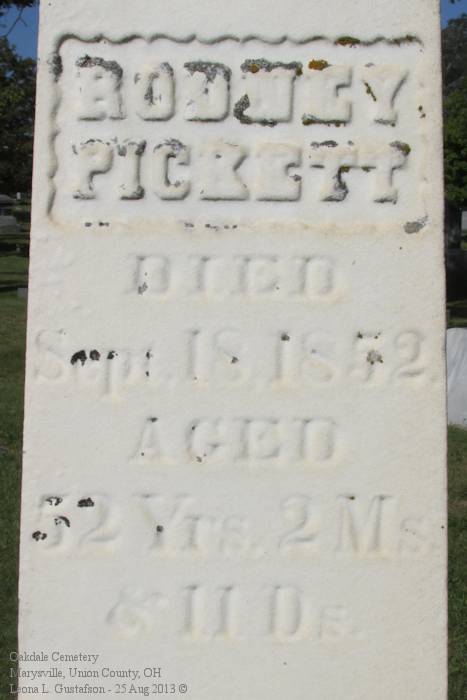 RODNEY
PICKETT
DIED
Sept. 18, 1852.
AGED
52 Yrs. 2 Ms.
& 11 Ds.
Oakdale Cemetery
Marysville, Union County, OH
Leona L. Gustafson - 25 Aug 2013 ©